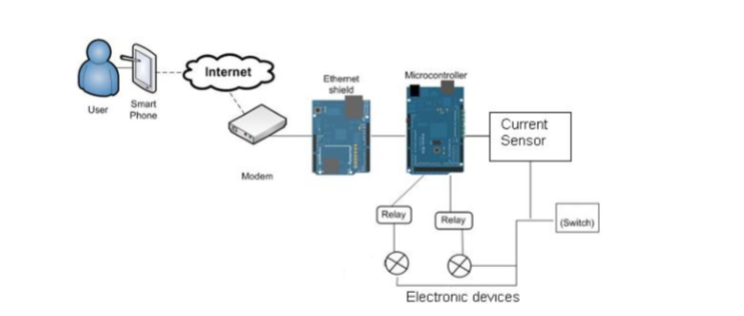 User
Smart
Phone
Internet
Modem
Ethernet
shield
Microcontroller
Current
Sensor
Relay
Relay
(Switch)
Electronic devices